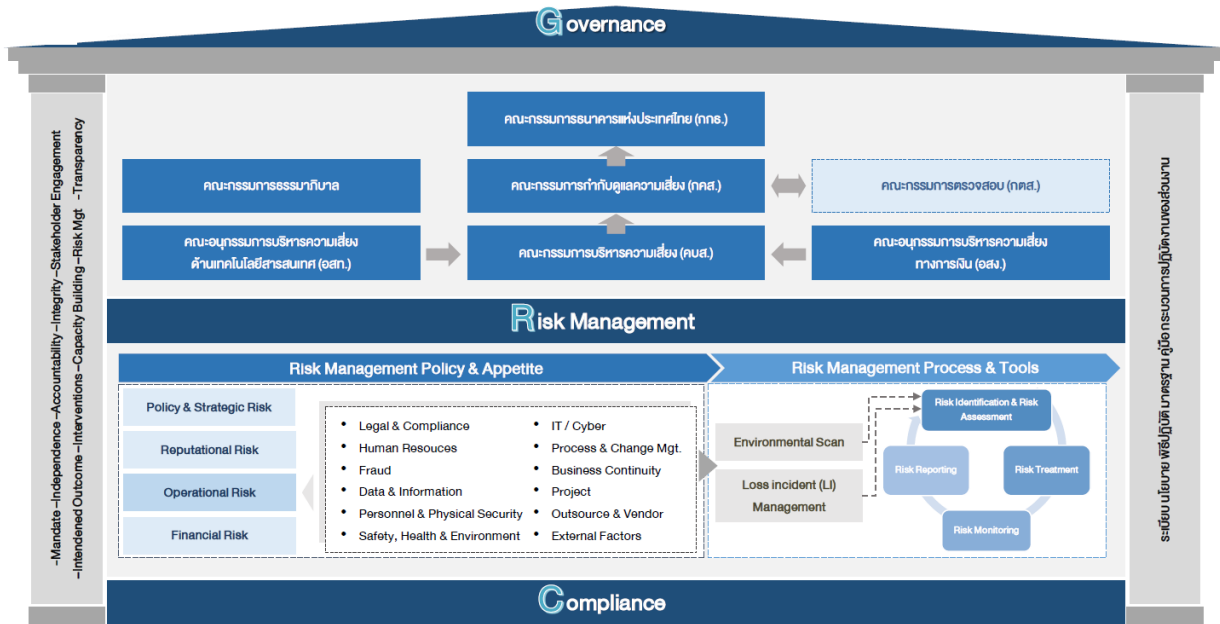 Governance
-Mandate –Independence –Accountability –Integrity –Stakeholder Engagement
–Intendened Outcome –Interventions –Capacity Building –Risk Mgt -Transparency
คณะกรรมการธนาคารแห่งประเทศไทย (กกธ.)
คณะกรรมการธรรมาภิบาล
คณะกรรมการกำกับดูแลความเสี่ยง (กคส.)
คณะกรรมการตรวจสอบ (กตส.)
คณะอนุกรรมการบริหารความเสี่ยง
ด้านเทคโนโลยีสารสนเทศ (อสท.)
คณะกรรมการบริหารความเสี่ยง (คบส.)
คณะอนุกรรมการบริหารความเสี่ยง
ทางการเงิน (อสง.)
Risk Management
Risk Management Policy & Appetite
Policy & Strategic Risk
Reputational Risk
Operational Risk
Financial Risk
• Legal & Compliance
• Human Resouces
• Fraud
• Data & Information
• Personnel & Physical Security
• Safety, Health & Environment
• IT / Cyber
• Process & Change Mgt.
• Business Continuity
• Project
• Outsource & Vendor
• External Factors
Risk Management Process & Tools
Environmental Scan
Loss incident (LI)
Management
Risk Identification & Risk
Assessment
Risk Treatment
Risk Monitoring
Risk Reporting
ระเบียบ นโยบาย พิธีปฏิบัติ มาตรฐาน คู่มือ กระบวนการปฏิบัติงานของส่วนงาน
Compliance